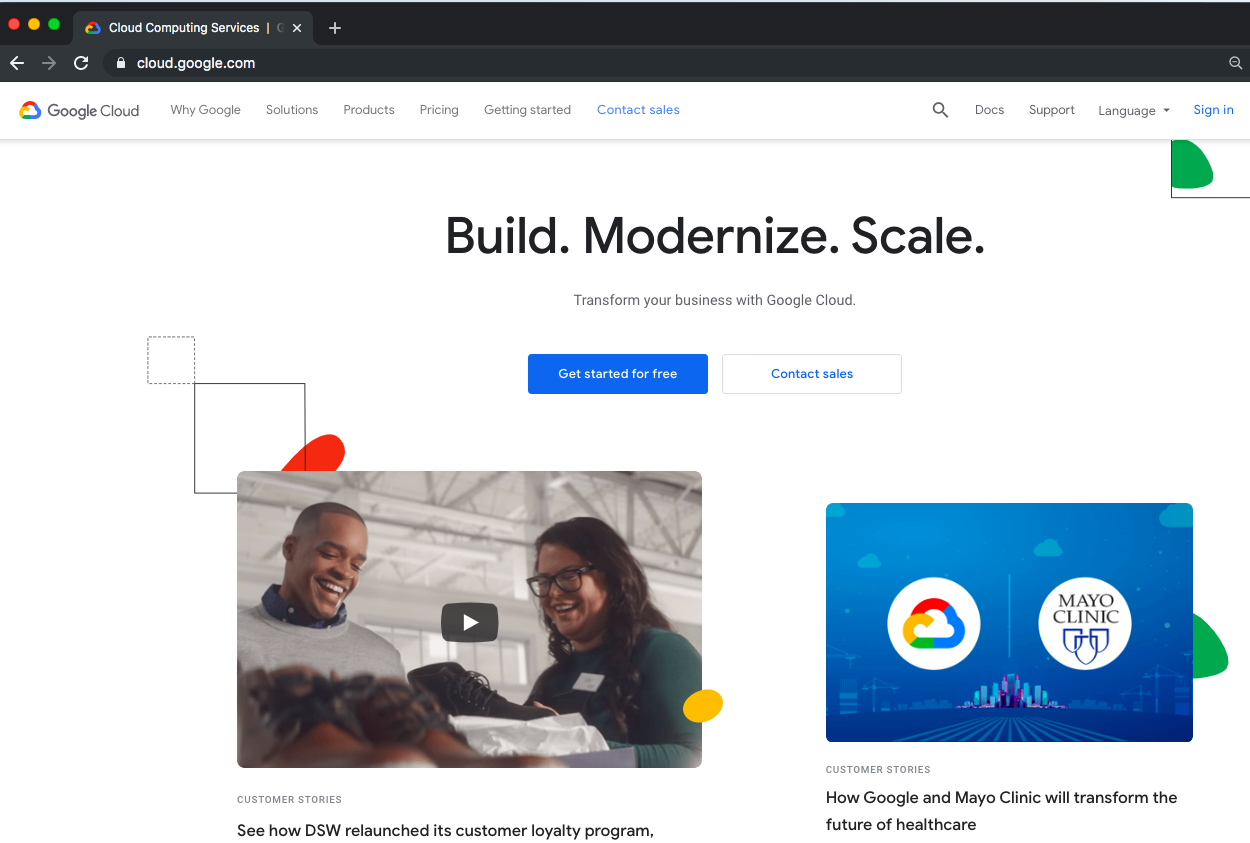 Cloud Computing Services | G
cloud.google.com
Google Cloud
Why Google
Solutions
Products
Pricing
Getting started
Contact sales
Docs
Support
Language
Sign in
Build. Modernize. Scale.
Transform your business with Google Cloud.
Get started for free
Contact sales
MAYO
CLINIC
CUSTOMER STORIES
How Google and Mayo Clinic will transform the
future of healthcare
CUSTOMER STORIES
See how DSW relaunched its customer loyalty program,